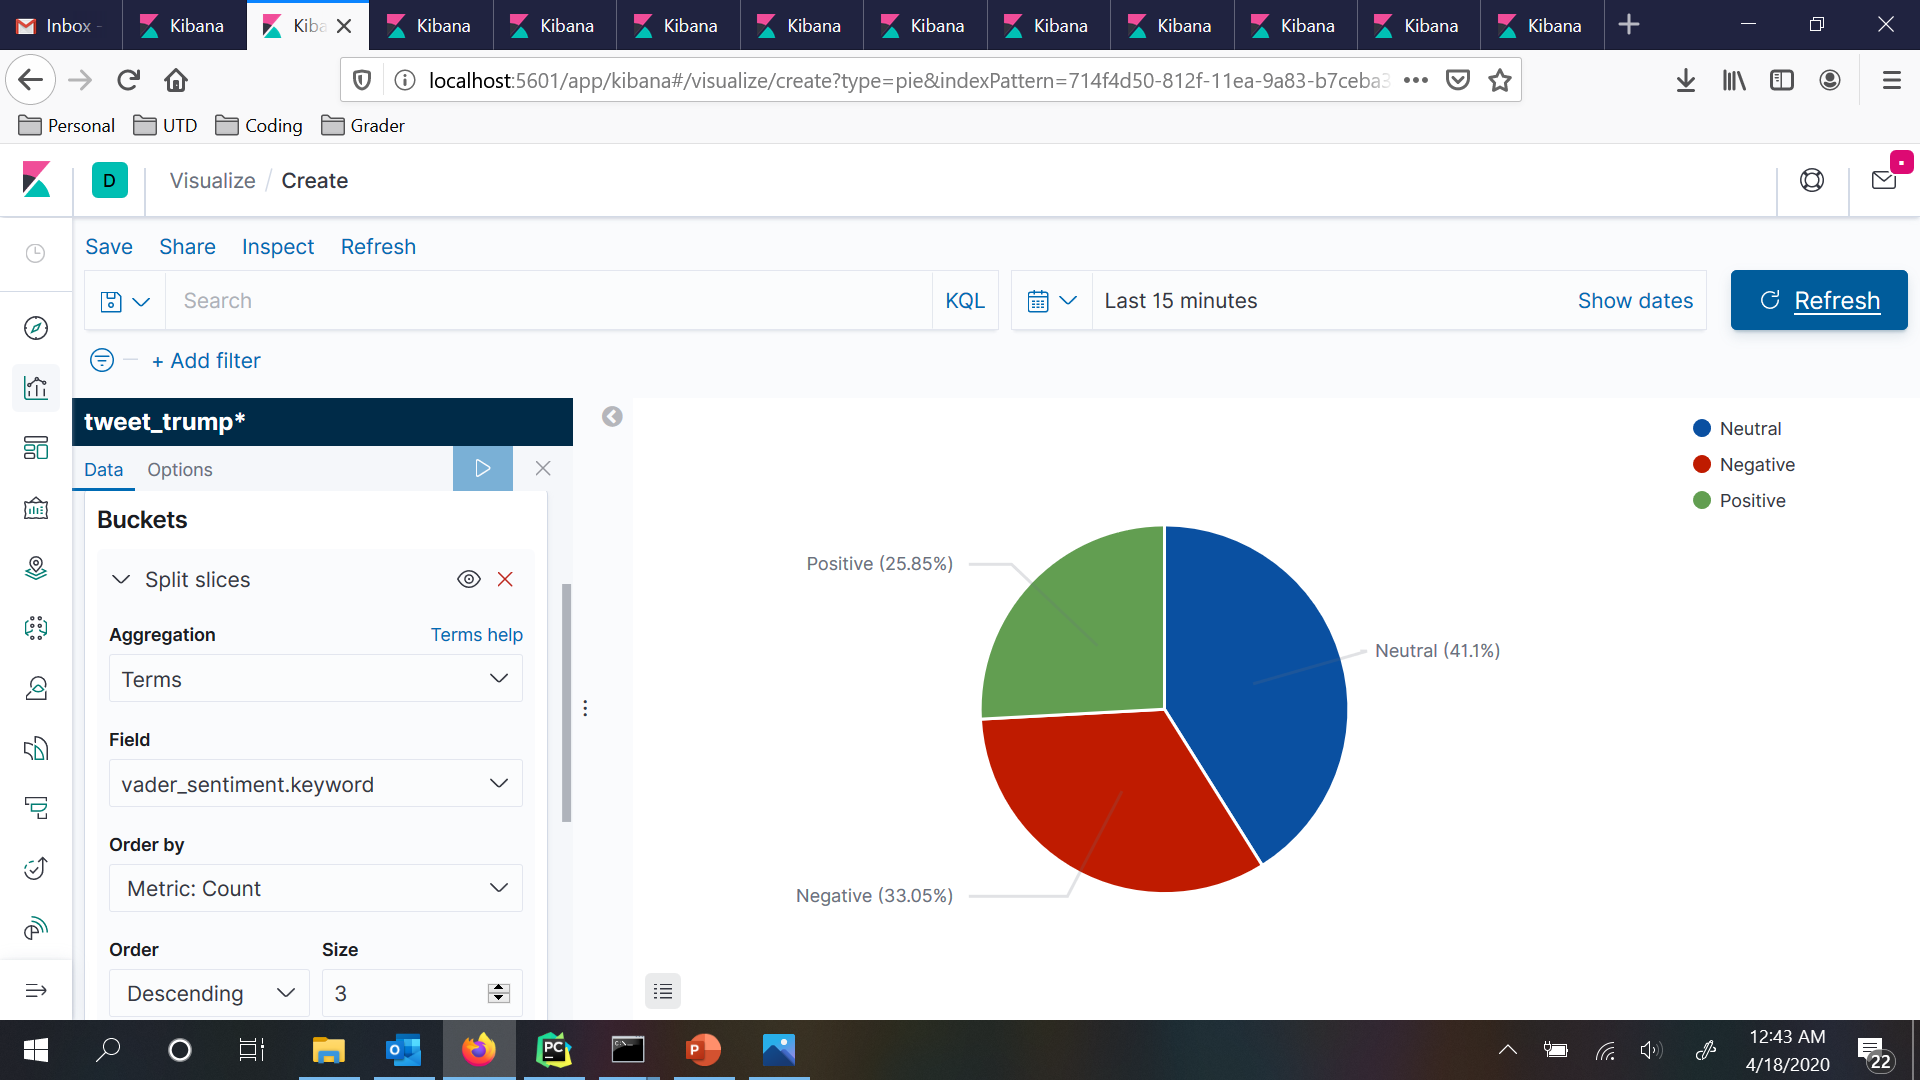 Inbox -
Kibana
Kiba
Kibana
Kibana
Kibana
Kibana
Kibana
Kibana
Kibana
Kibana
Kibana
Kibana
localhost:5601/app/kibana#/visualize/create?type=pie&indexPattern=714f4d50-812f-11ea-9a83-b7ceba3
Personal UTD Coding Grader
D Visualize / Create
Save Share Inspect Refresh
Search KQL Last 15 minutes Show dates Refresh
+ Add filter
tweet_trump*
Data Options
Buckets
Split slices
Aggregation Terms help
Terms
Field
vader_sentiment.keyword
Order by
Metric: Count
Order Size
Descending 3
Neutral
Negative
Positive
Positive (25.85%)
Neutral (41.1%)
Negative (33.05%)
PC
P
12:43 AM
4/18/2020
22